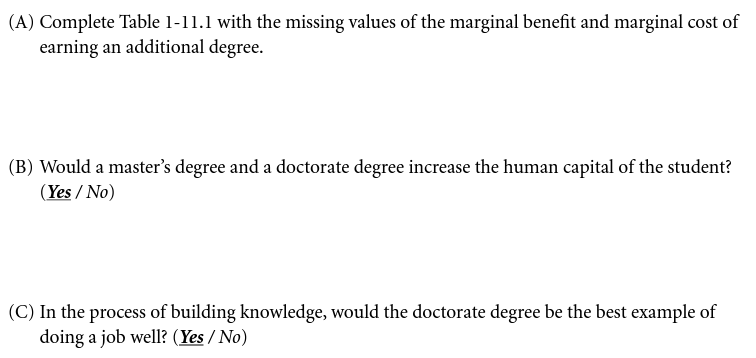 (A) Complete Table 1-11.1 with the missing values of the marginal benefit and marginal cost of
earning an additional degree.
(B) Would a master’s degree and a doctorate degree increase the human capital of the student?
(Yes / No)
(C) In the process of building knowledge, would the doctorate degree be the best example of
doing a job well? (Yes / No)